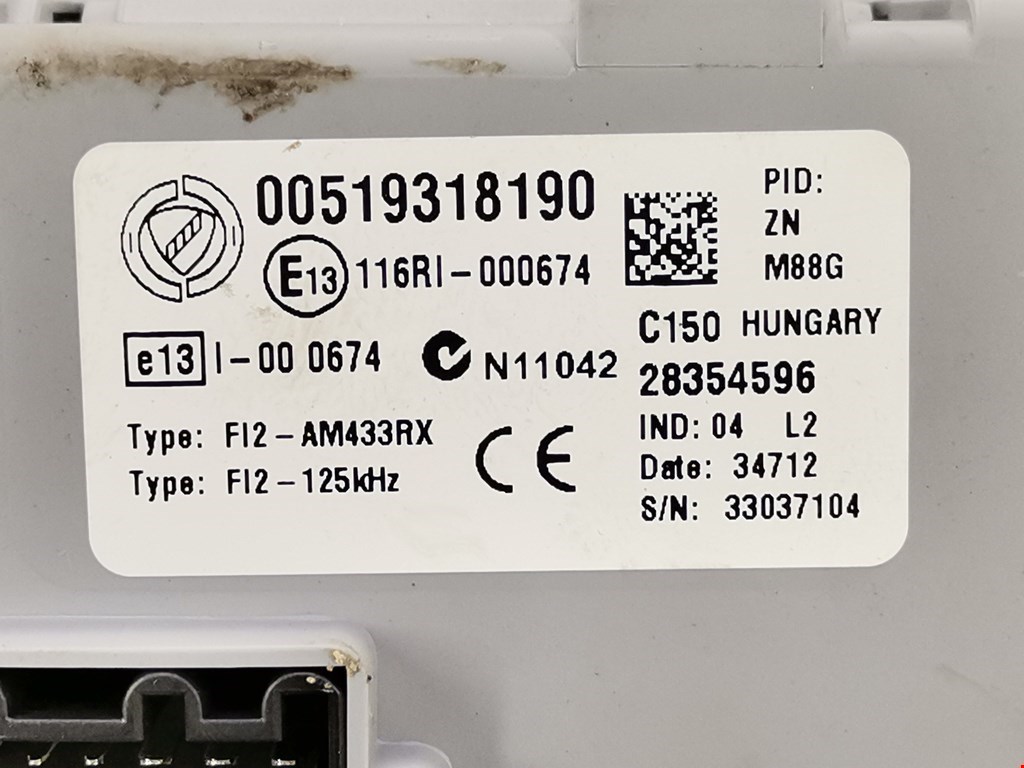 00519318190
E13 116RI-000674
e13 I-00 0674
N11042
Type: FI2-AM433RX
Type: FI2-125kHz
CE
PID:
ZN
M88G
C150 HUNGARY
28354596
IND: 04 L2
Date: 34712
S/N: 33037104